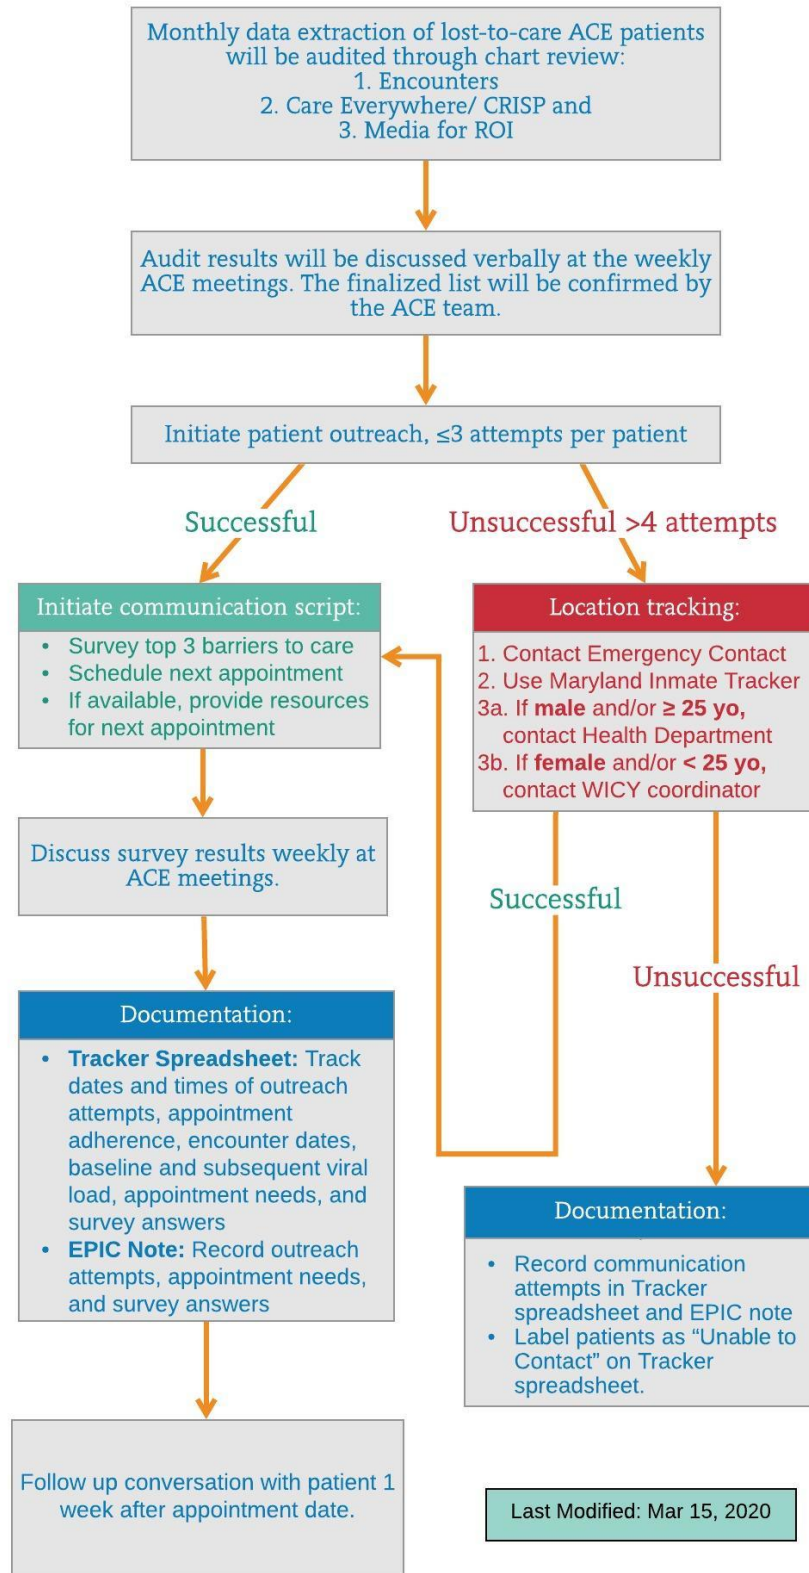 Monthly data extraction of lost-to-care ACE patients
will be audited through chart review:
1. Encounters
2. Care Everywhere/ CRISP and
3. Media for ROI
Audit results will be discussed verbally at the weekly
ACE meetings. The finalized list will be confirmed by
the ACE team.
Initiate patient outreach, ≤3 attempts per patient
Successful
Unsuccessful >4 attempts
Initiate communication script:
• Survey top 3 barriers to care
• Schedule next appointment
• If available, provide resources
for next appointment
Location tracking:
1. Contact Emergency Contact
2. Use Maryland Inmate Tracker
3a. If male and/or ≥ 25 yo,
contact Health Department
3b. If female and/or < 25 yo,
contact WICY coordinator
Discuss survey results weekly at
ACE meetings.
Successful
Unsuccessful
Documentation:
• Tracker Spreadsheet: Track
dates and times of outreach
attempts, appointment
adherence, encounter dates,
baseline and subsequent viral
load, appointment needs, and
survey answers
• EPIC Note: Record outreach
attempts, appointment needs,
and survey answers
Documentation:
• Record communication
attempts in Tracker
spreadsheet and EPIC note
• Label patients as “Unable to
Contact” on Tracker
spreadsheet.
Follow up conversation with patient 1
week after appointment date.
Last Modified: Mar 15, 2020